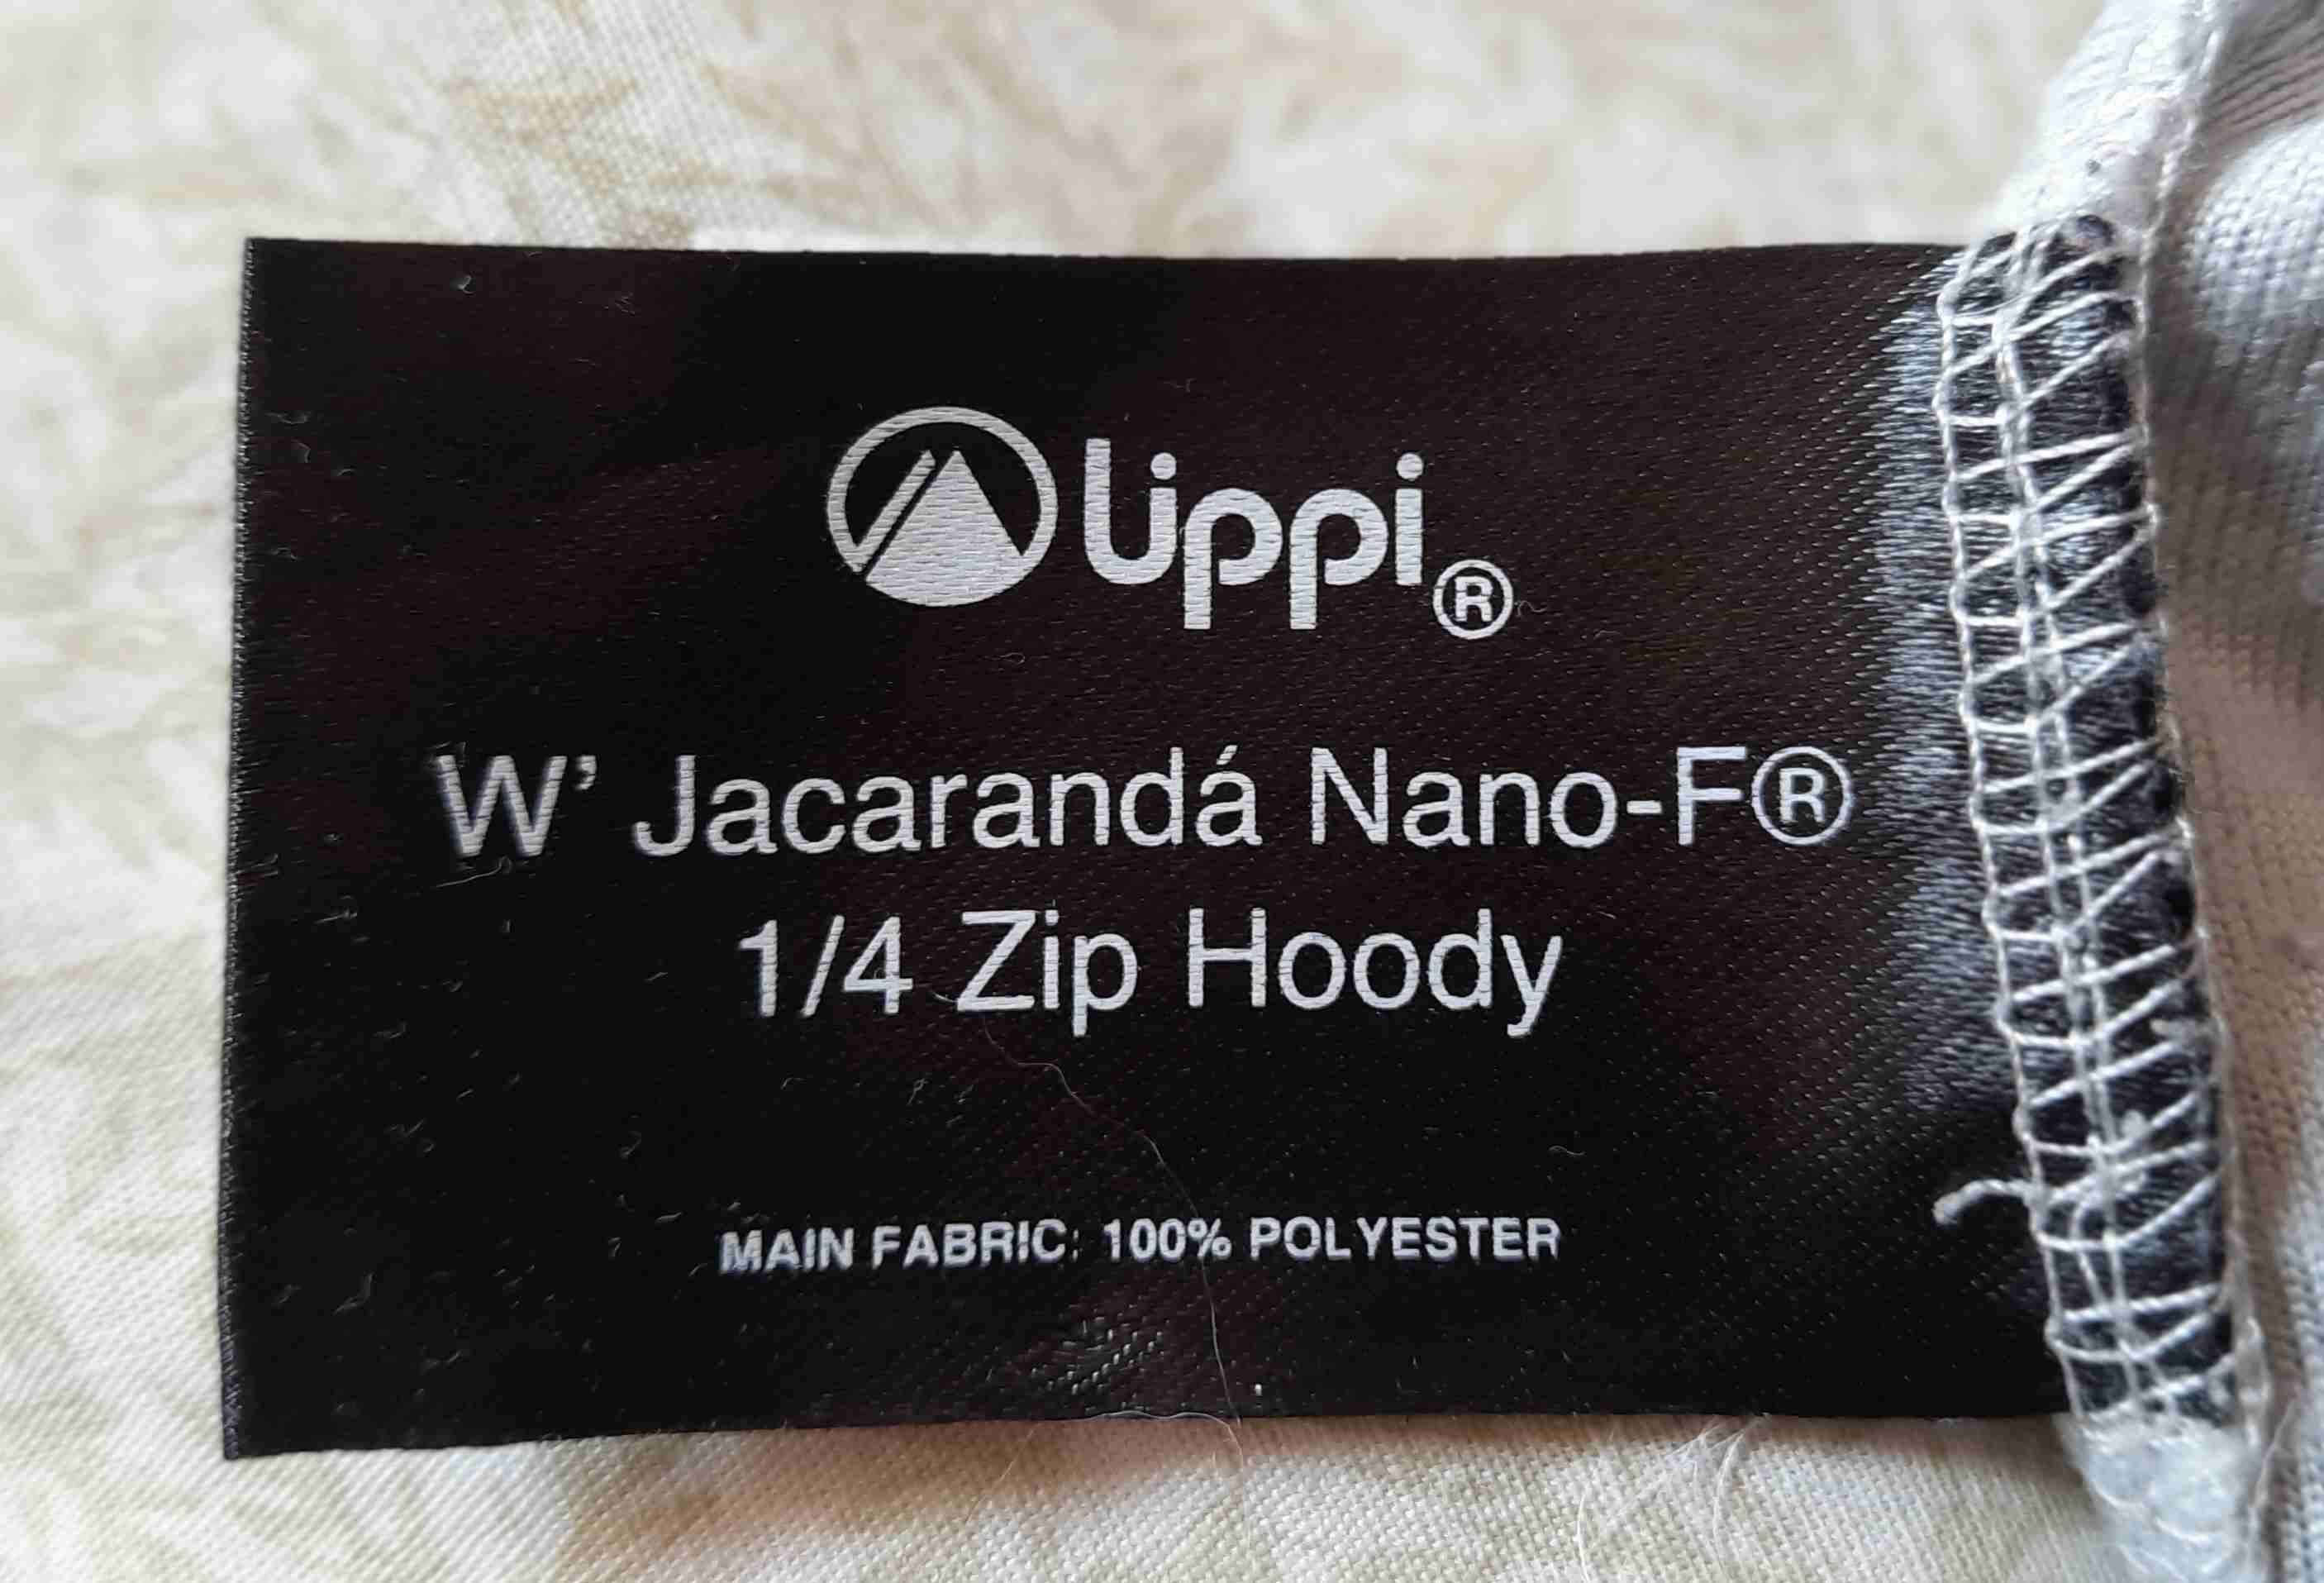 lippi®
W' Jacarandá Nano-F®
1/4 Zip Hoody
MAIN FABRIC: 100% POLYESTER